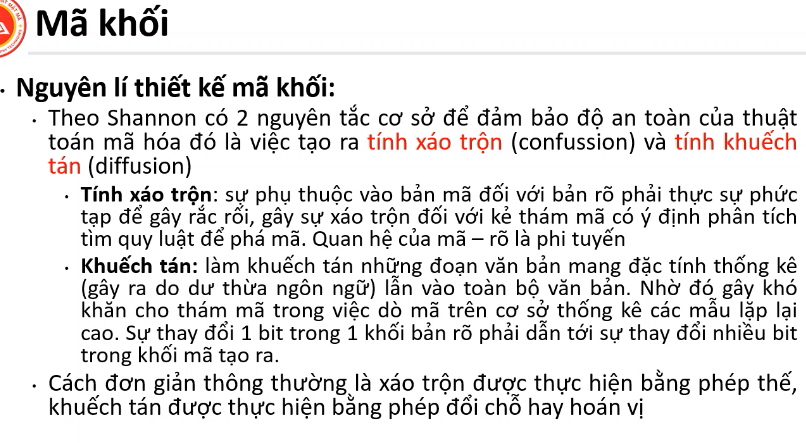 Mã khối
Nguyên lí thiết kế mã khối:
Theo Shannon có 2 nguyên tắc cơ sở để đảm bảo độ an toàn của thuật
toán mã hóa đó là việc tạo ra tính xáo trộn (confussion) và tính khuếch
tán (diffusion)
Tính xáo trộn: sự phụ thuộc vào bản mã đối với bản rõ phải thực sự phức
tạp để gây rắc rối, gây sự xáo trộn đối với kẻ thám mã có ý định phân tích
tìm quy luật để phá mã. Quan hệ của mã – rõ là phi tuyến
Khuếch tán: làm khuếch tán những đoạn văn bản mang đặc tính thống kê
(gây ra do dư thừa ngôn ngữ) lẫn vào toàn bộ văn bản. Nhờ đó gây khó
khăn cho thám mã trong việc dò mã trên cơ sở thống kê các mẫu lặp lại
cao. Sự thay đổi 1 bit trong 1 khối bản rõ phải dẫn tới sự thay đổi nhiều bit
trong khối mã tạo ra.
Cách đơn giản thông thường là xáo trộn được thực hiện bằng phép thế,
khuếch tán được thực hiện bằng phép đổi chỗ hay hoán vị